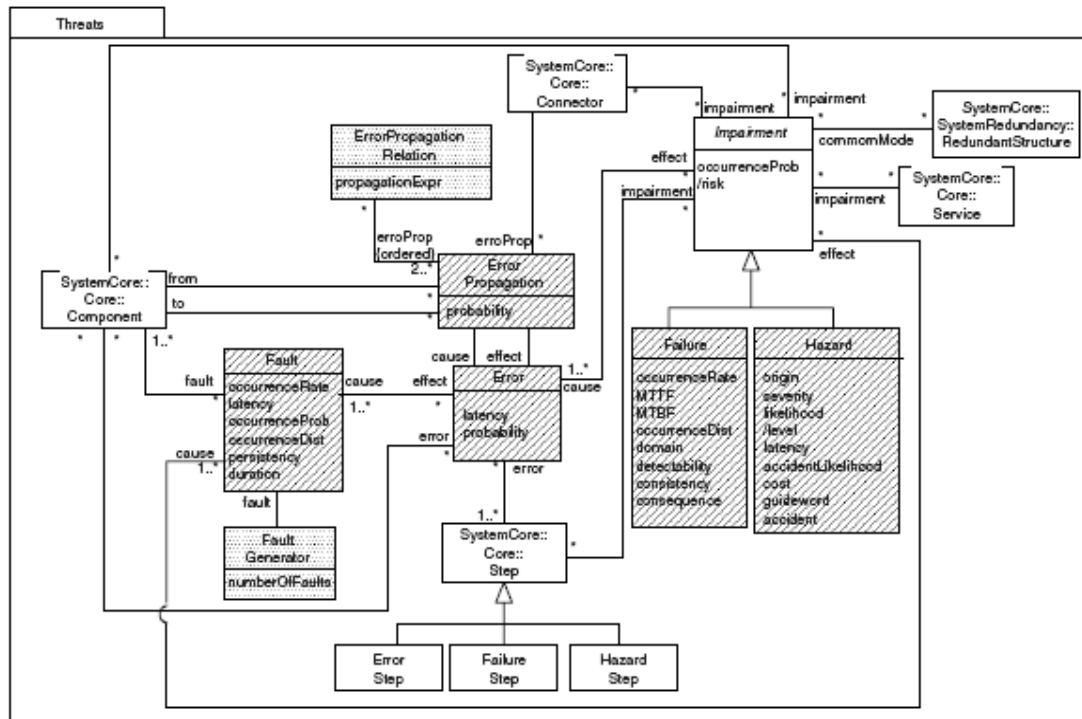 Threats
SystemCore::
Core::
Connector
*
*
impairment
*
impairment
*
Impairment
occurrenceProb
/risk
*
*
commomMode
SystemCore::
SystemRedundancy::
RedundantStructure
*
*
impairment
SystemCore::
Core::
Service
*
effect
effect
*
impairment
*
ErrorPropagation
Relation
propagationExpr
*
erroProp
{ordered}
2..*
erroProp
*
Error
Propagation
probability
*
SystemCore::
Core::
Component
from
to
*
*
*
*
1..*
cause
effect
Fault
occurrenceRate
latency
occurrenceProb
occurrenceDist
persistency
duration
fault
*
cause
1..*
effect
*
Error
latency
probability
1..*
cause
error
*
*
error
cause
1..*
fault
Fault
Generator
numberOfFaults
1..*
SystemCore::
Core::
Step
*
Failure
occurrenceRate
MTTF
MTBF
occurrenceDist
domain
detectability
consistency
consequence
Hazard
origin
severity
likelihood
/level
latency
accidentLikelihood
cost
guideword
accident
Error
Step
Failure
Step
Hazard
Step